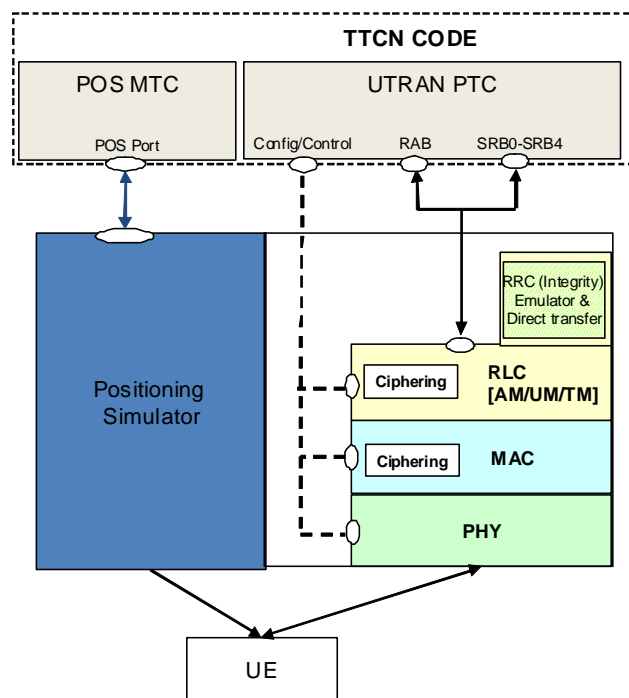 TTCN CODE
POS MTC
UTRAN PTC
POS Port
Config/Control
RAB
SRB0-SRB4
RRC (Integrity)
Emulator &
Direct transfer
Positioning
Simulator
Ciphering
RLC
[AM/UM/TM]
Ciphering
MAC
PHY
UE